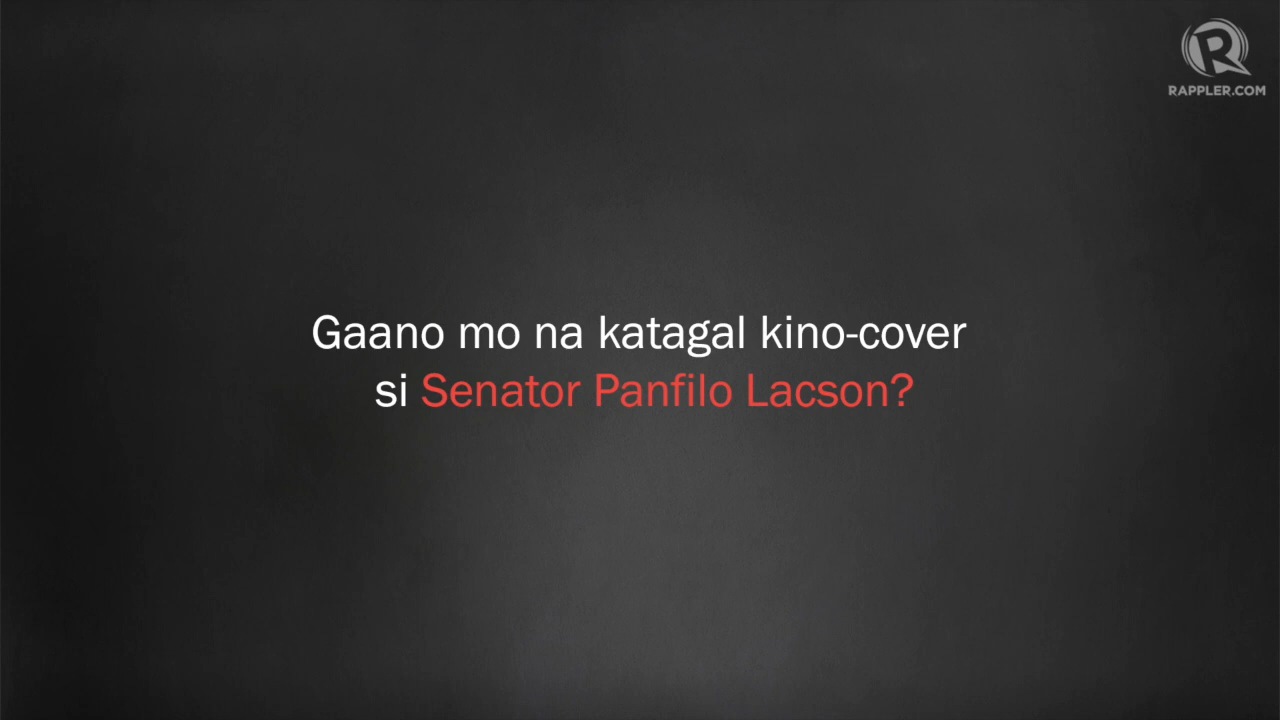 RAPPLER.COM
Gaano mo na katagal kino-cover
si Senator Panfilo Lacson?